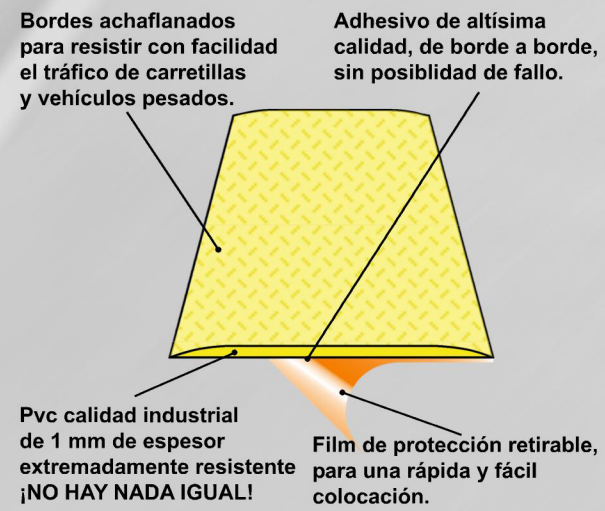 Bordes achaflanados
para resistir con facilidad
el tráfico de carretillas
y vehículos pesados.
Adhesivo de altísima
calidad, de borde a borde,
sin posiblidad de fallo.
Pvc calidad industrial
de 1 mm de espesor
extremadamente resistente
¡NO HAY NADA IGUAL!
Film de protección retirable,
para una rápida y fácil
colocación.